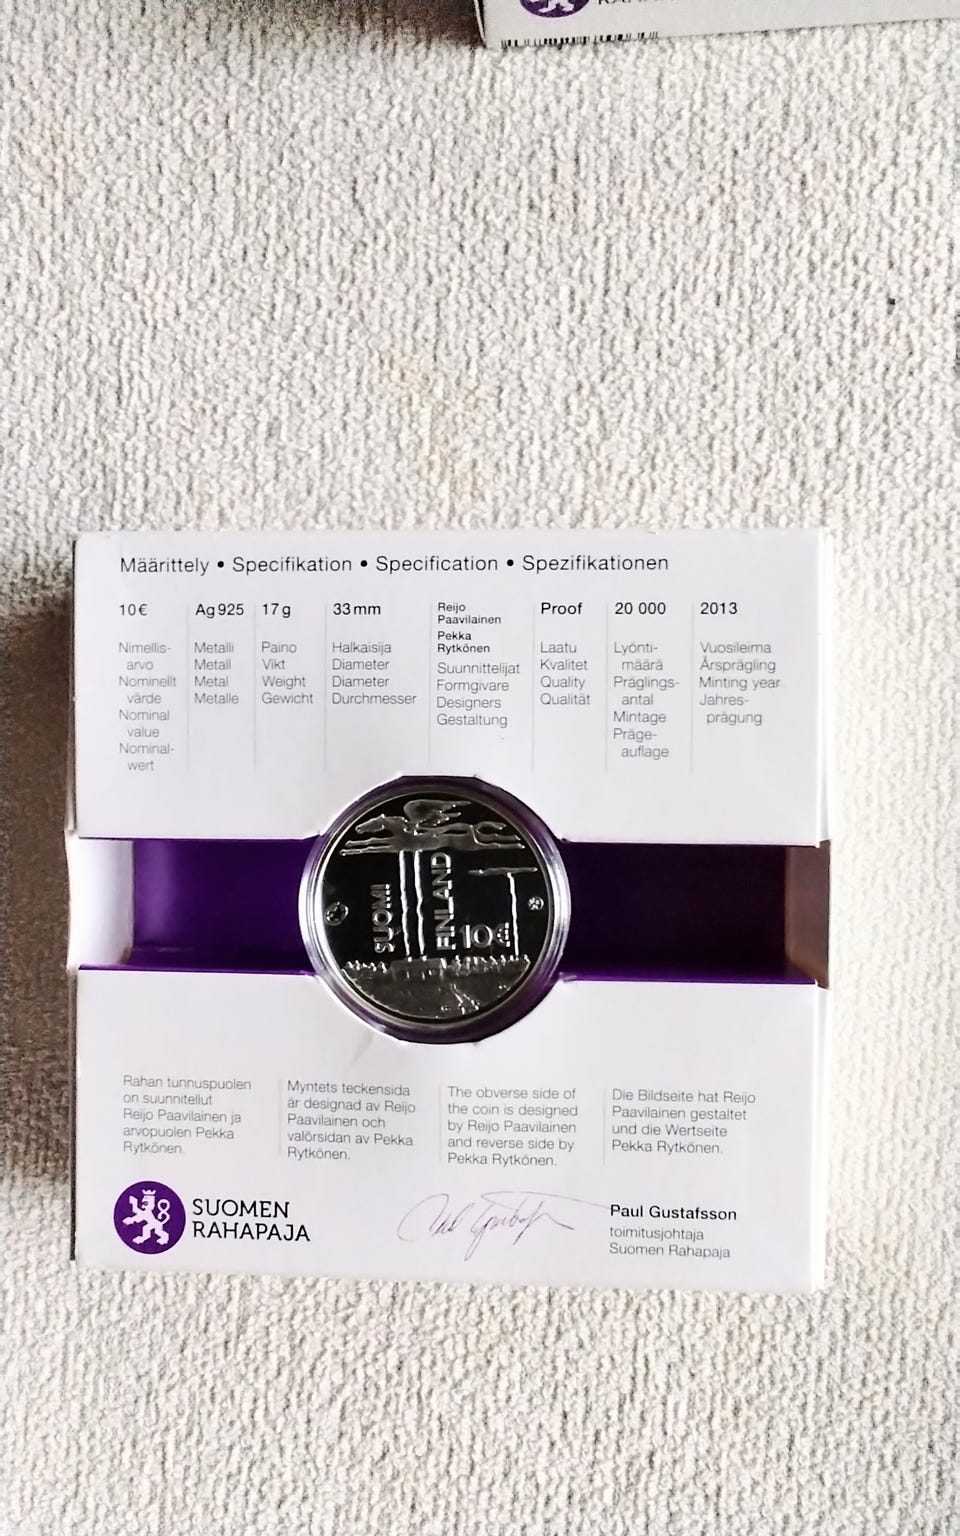 Määrittely • Specifikation • Specification • Spezifikationen
10 €
Nimellis-
arvo
Nominellt
värde
Nominal
value
Nominal-
wert
Ag 925
Metalli
Metall
Metal
Metalle
17 g
Paino
Vikt
Weight
Gewicht
33 mm
Halkaisija
Diameter
Diameter
Durchmesser
Reijo
Paavilainen
Pekka
Rytkönen
Suunnittelijat
Formgivare
Designers
Gestaltung
Proof
Laatu
Kvalitet
Quality
Qualität
20 000
Lyönti-
määrä
Präglings-
antal
Mintage
Präge-
auflage
2013
Vuosileima
Årsprägling
Minting year
Jahres-
prägung
SUOMI
FINLAND
10 €
Rahan tunnuspuolen
on suunnitellut
Reijo Paavilainen ja
arvopuolen Pekka
Rytkönen.
Myntets teckensida
är designad av Reijo
Paavilainen och
valörsidan av Pekka
Rytkönen.
The obverse side of
the coin is designed
by Reijo Paavilainen
and reverse side by
Pekka Rytkönen.
Die Bildseite hat Reijo
Paavilainen gestaltet
und die Wertseite
Pekka Rytkönen.
SUOMEN
RAHAPAJA
Paul Gustafsson
toimitusjohtaja
Suomen Rahapaja